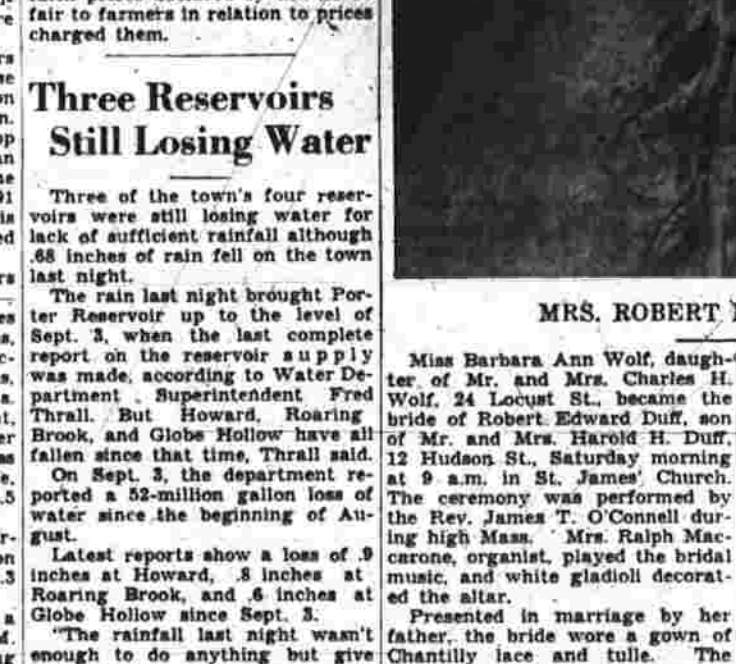 fair to farmers in relation to prices
charged them.
Three Reservoirs
Still Losing Water
Three of the town's four reser-
voirs were still losing water for
lack of sufficient rainfall although
.68 inches of rain fell on the town
last night.
The rain last night brought Por-
ter Reservoir up to the level of
Sept. 3, when the last complete
report on the reservoir supply
was made, according to Water De-
partment Superintendent Fred
Thrall. But Howard, Roaring
Brook, and Globe Hollow have all
fallen since that time, Thrall said.
On Sept. 3, the department re-
ported a 52-million gallon loss of
water since the beginning of Au-
gust.
Latest reports show a loss of .9
inches at Howard, .8 inches at
Roaring Brook, and .6 inches at
Globe Hollow since Sept. 3.
"The rainfall last night wasn't
enough to do anything but give
MRS. ROBERT
Miss Barbara Ann Wolf, daugh-
ter of Mr. and Mrs. Charles H.
Wolf, 24 Locust St., became the
bride of Robert Edward Duff, son
of Mr. and Mrs. Harold H. Duff,
12 Hudson St., Saturday morning
at 9 a.m. in St. James' Church.
The ceremony was performed by
the Rev. James T. O'Connell dur-
ing high Mass. Mrs. Ralph Mac-
carone, organist, played the bridal
music, and white gladioli decorat-
ed the altar.
Presented in marriage by her
father, the bride wore a gown of
Chantilly lace and tulle. The